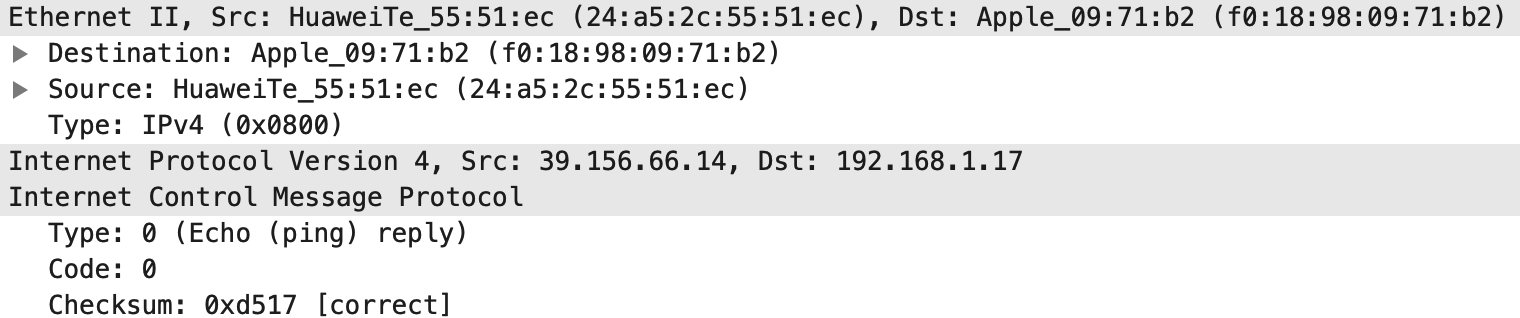 Ethernet II, Src: HuaweiTe_55:51:ec (24:a5:2c:55:51:ec), Dst: Apple_09:71:b2 (f0:18:98:09:71:b2)
Destination: Apple_09:71:b2 (f0:18:98:09:71:b2)
Source: HuaweiTe_55:51:ec (24:a5:2c:55:51:ec)
Type: IPv4 (0x0800)
Internet Protocol Version 4, Src: 39.156.66.14, Dst: 192.168.1.17
Internet Control Message Protocol
Type: 0 (Echo (ping) reply)
Code: 0
Checksum: 0xd517 [correct]